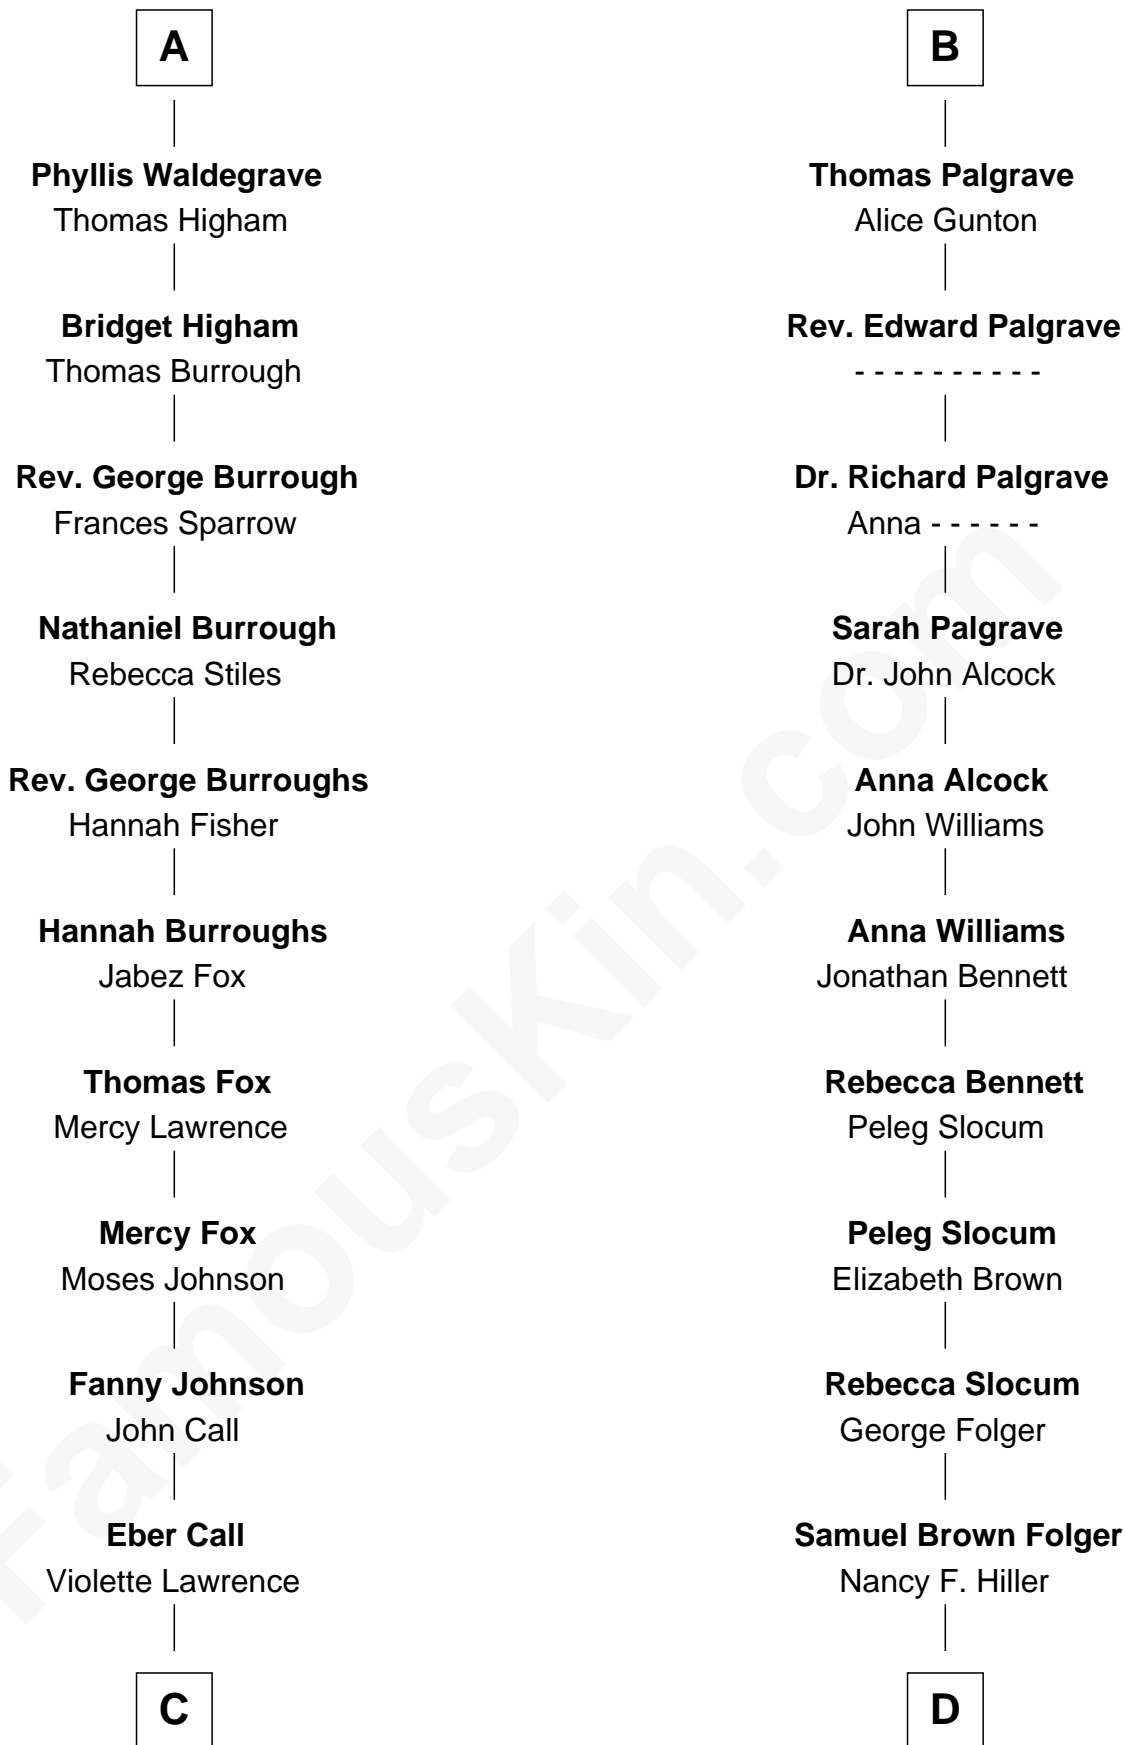 A
Phyllis Waldegrave
Thomas Higham
Bridget Higham
Thomas Burrough
Rev. George Burrough
Frances Sparrow
Nathaniel Burrough
Rebecca Stiles
Rev. George Burroughs
Hannah Fisher
Hannah Burroughs
Jabez Fox
Thomas Fox
Mercy Lawrence
Mercy Fox
Moses Johnson
Fanny Johnson
John Call
Eber Call
Violette Lawrence
C
B
Thomas Palgrave
Alice Gunton
Rev. Edward Palgrave
- - - - - - - - - -
Dr. Richard Palgrave
Anna - - - - - -
Sarah Palgrave
Dr. John Alcock
Anna Alcock
John Williams
Anna Williams
Jonathan Bennett
Rebecca Bennett
Peleg Slocum
Peleg Slocum
Elizabeth Brown
Rebecca Slocum
George Folger
Samuel Brown Folger
Nancy F. Hiller
D
FamousKin.com